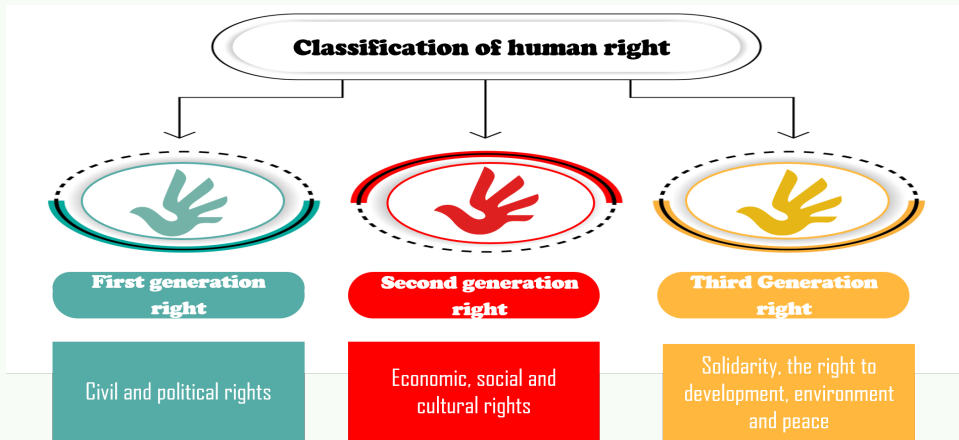 Classification of human right
First generation
right
Second generation
right
Third Generation
right
Civil and political rights
Economic, social and
cultural rights
Solidarity, the right to
development, environment
and peace